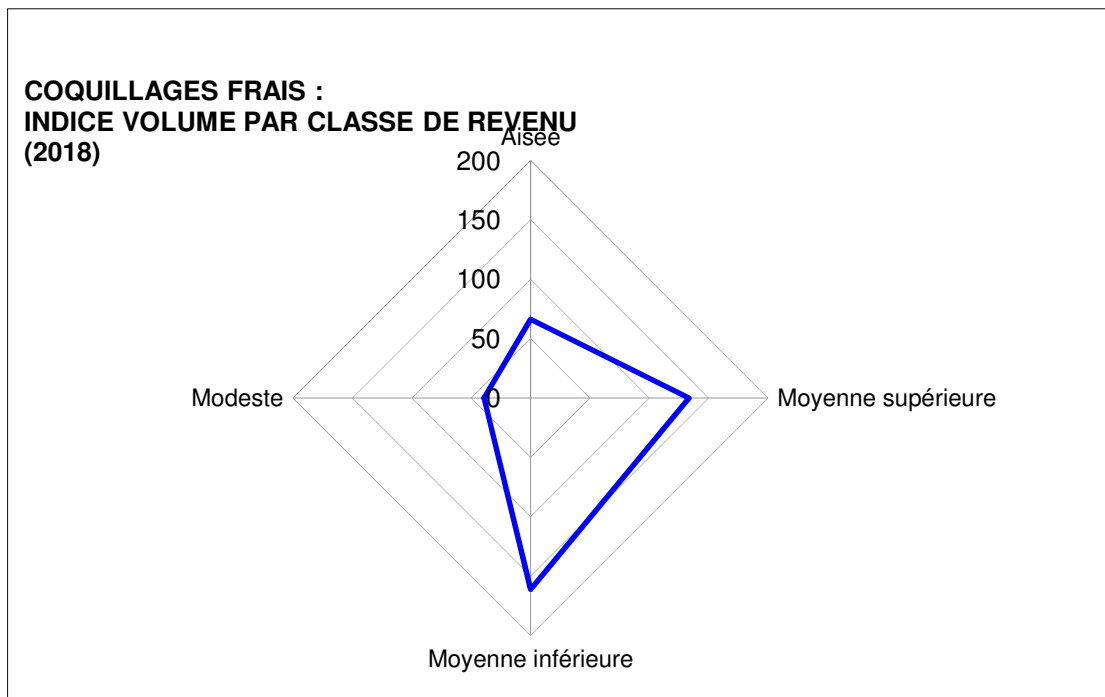 COQUILLAGES FRAIS :
INDICE VOLUME PAR CLASSE DE REVENU
(2018)
Aisée
200
150
100
50
0
Modeste
Moyenne supérieure
Moyenne inférieure